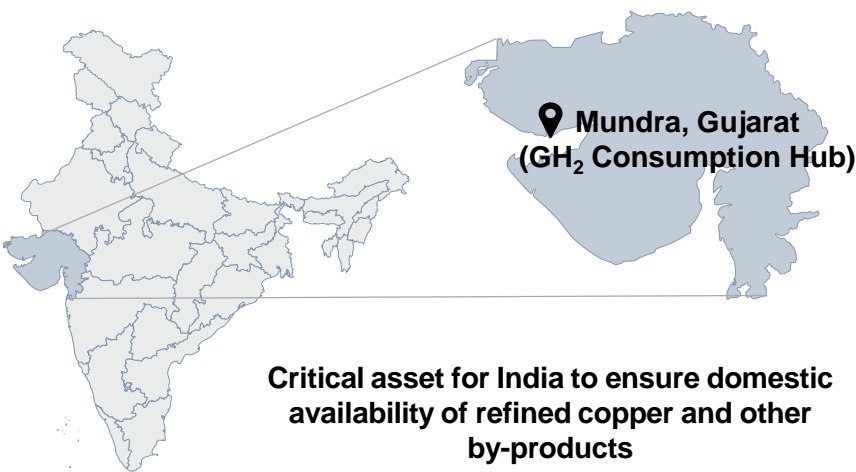 Mundra, Gujarat
(GH₂ Consumption Hub)
Critical asset for India to ensure domestic
availability of refined copper and other
by-products